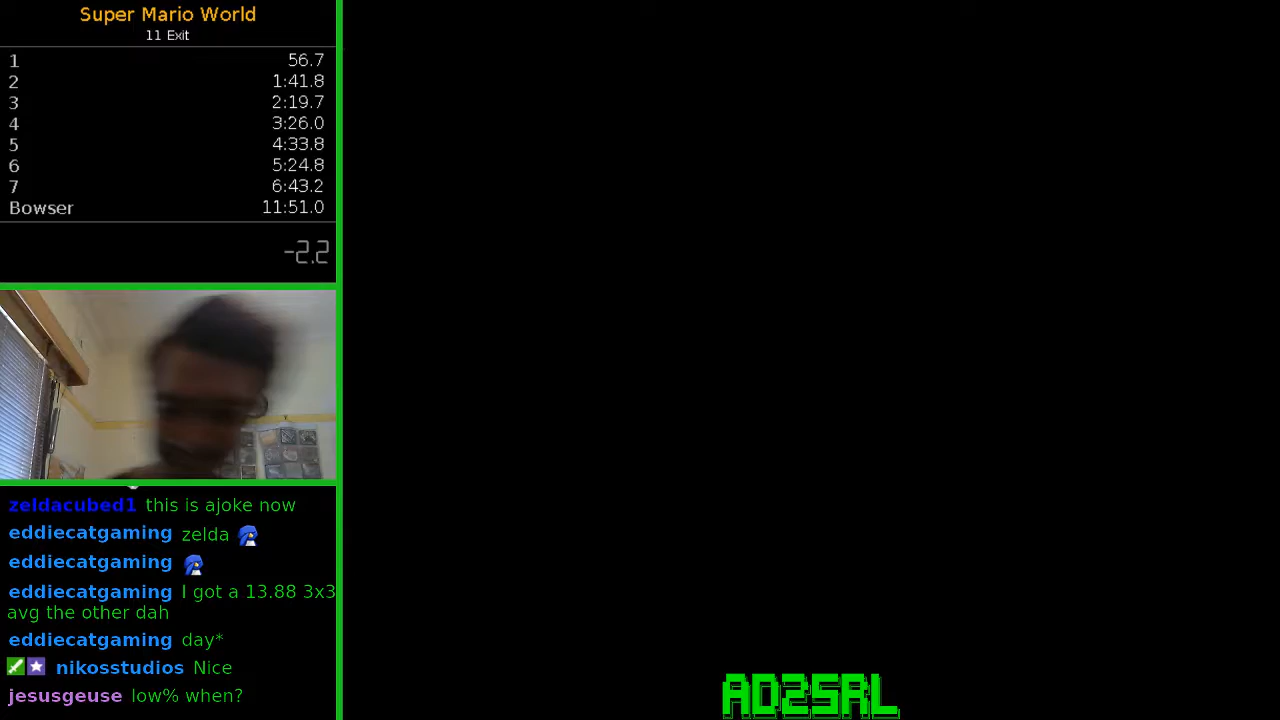 Super Mario World
11 Exit
1 56.7
2 1:41.8
3 2:19.7
4 3:26.0
5 4:33.8
6 5:24.8
7 6:43.2
Bowser 11:51.0
-2.2
zeldacubed1 this is ajoke now
eddiecatgaming zelda
eddiecatgaming
eddiecatgaming I got a 13.88 3x3
avg the other dah
eddiecatgaming day*
nikosstudios Nice
jesusgeuse low% when?
AD2SRL